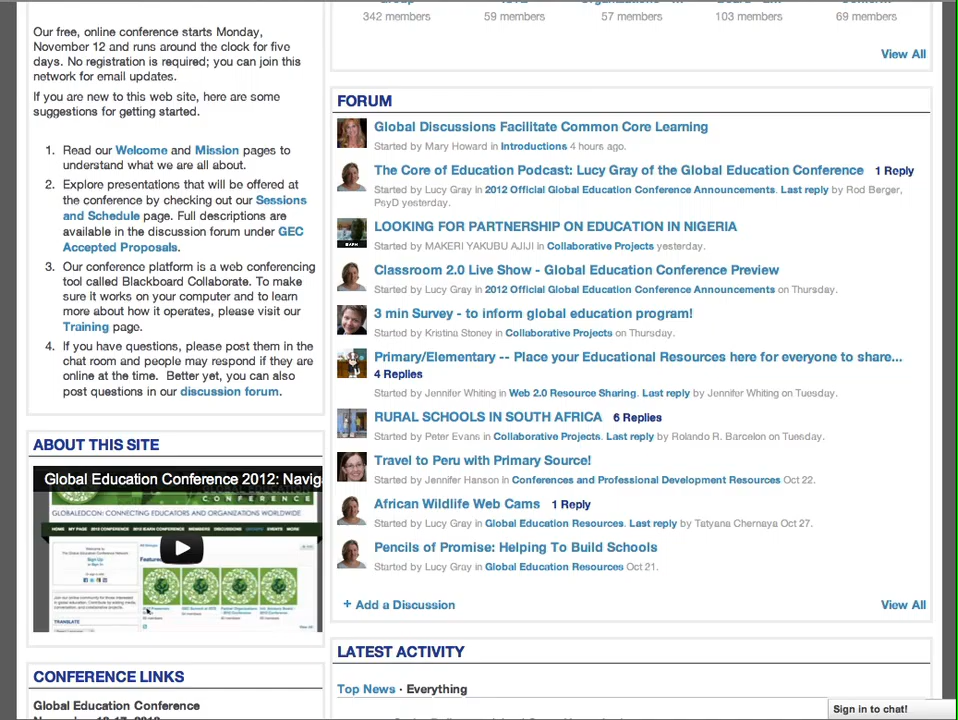 342 members
59 members
57 members
103 members
69 members
View All
Our free, online conference starts Monday,
November 12 and runs around the clock for five
days. No registration is required; you can join this
network for email updates.
If you are new to this web site, here are some
suggestions for getting started.
1. Read our Welcome and Mission pages to
understand what we are all about.
2. Explore presentations that will be offered at
the conference by checking out our Sessions
and Schedule page. Full descriptions are
available in the discussion forum under GEC
Accepted Proposals.
3. Our conference platform is a web conferencing
tool called Blackboard Collaborate. To make
sure it works on your computer and to learn
more about how it operates, please visit our
Training page.
4. If you have questions, please post them in the
chat room and people may respond if they are
online at the time. Better yet, you can also
post questions in our discussion forum.
ABOUT THIS SITE
Global Education Conference 2012: Navig
CONFERENCE
GLOBALEDCON: CONNECTING EDUCATORS AND ORGANIZATIONS WORLDWIDE
CONFERENCE LINKS
Global Education Conference
FORUM
Global Discussions Facilitate Common Core Learning
Started by Mary Howard in Introductions 4 hours ago.
The Core of Education Podcast: Lucy Gray of the Global Education Conference 1 Reply
Started by Lucy Gray in 2012 Official Global Education Conference Announcements. Last reply by Rod Berger,
PsyD yesterday.
LOOKING FOR PARTNERSHIP ON EDUCATION IN NIGERIA
Started by MAKERI YAKUBU AJIJI in Collaborative Projects yesterday.
Classroom 2.0 Live Show - Global Education Conference Preview
Started by Lucy Gray in 2012 Official Global Education Conference Announcements on Thursday.
3 min Survey - to inform global education program!
Started by Kristina Stoney in Collaborative Projects on Thursday.
Primary/Elementary -- Place your Educational Resources here for everyone to share...
4 Replies
Started by Jennifer Whiting in Web 2.0 Resource Sharing. Last reply by Jennifer Whiting on Tuesday.
RURAL SCHOOLS IN SOUTH AFRICA 6 Replies
Started by Peter Evans in Collaborative Projects. Last reply by Rolando R. Barcelon on Tuesday.
Travel to Peru with Primary Source!
Started by Jennifer Hanson in Conferences and Professional Development Resources Oct 22.
African Wildlife Web Cams 1 Reply
Started by Lucy Gray in Global Education Resources. Last reply by Tatyana Chernaya Oct 27.
Pencils of Promise: Helping To Build Schools
Started by Lucy Gray in Global Education Resources Oct 21.
+ Add a Discussion
View All
LATEST ACTIVITY
Top News · Everything
Sign in to chat!